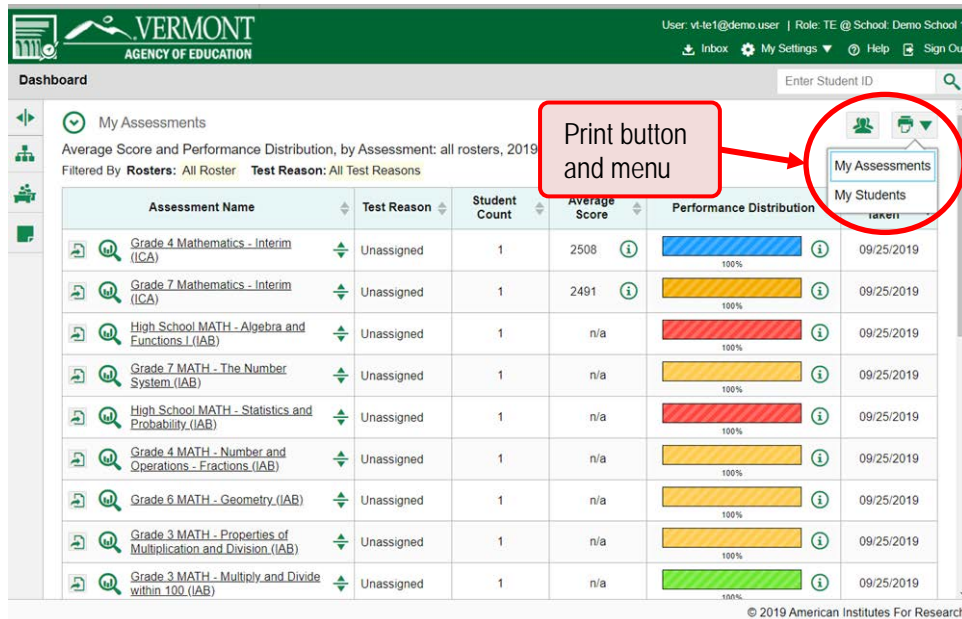 VERMONT
AGENCY OF EDUCATION
User: vt-te1@demo.user | Role: TE @ School: Demo School
Inbox My Settings ▼ Help Sign Ou
Dashboard
Enter Student ID
My Assessments
Average Score and Performance Distribution, by Assessment: all rosters, 2019
Filtered By Rosters: All Roster Test Reason: All Test Reasons
Print button
and menu
My Assessments
My Students
Assessment Name Test Reason Student Count Average Score Performance Distribution Taken
Grade 4 Mathematics - Interim
(ICA)
Unassigned 1 2508 100% 09/25/2019
Grade 7 Mathematics - Interim
(ICA)
Unassigned 1 2491 100% 09/25/2019
High School MATH - Algebra and
Functions I (IAB)
Unassigned 1 n/a 100% 09/25/2019
Grade 7 MATH - The Number
System (IAB)
Unassigned 1 n/a 100% 09/25/2019
High School MATH - Statistics and
Probability (IAB)
Unassigned 1 n/a 100% 09/25/2019
Grade 4 MATH - Number and
Operations - Fractions (IAB)
Unassigned 1 n/a 100% 09/25/2019
Grade 6 MATH - Geometry (IAB)
Unassigned 1 n/a 100% 09/25/2019
Grade 3 MATH - Properties of
Multiplication and Division (IAB)
Unassigned 1 n/a 100% 09/25/2019
Grade 3 MATH - Multiply and Divide
within 100 (IAB)
Unassigned 1 n/a 100% 09/25/2019
© 2019 American Institutes For Research